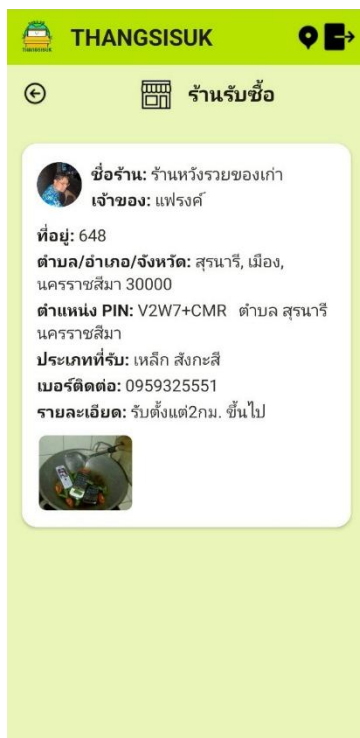 THANGSISUK
THANGSISUK
ร้านรับซื้อ
ชื่อร้าน: ร้านหวังรวยของเก่า
เจ้าของ: แฟรงค์
ที่อยู่: 648
ตำบล/อำเภอ/จังหวัด: สุรนารี, เมือง,
นครราชสีมา 30000
ตำแหน่ง PIN: V2W7+CMR ตำบล สุรนารี
นครราชสีมา
ประเภทที่รับ: เหล็ก สังกะสี
เบอร์ติดต่อ: 0959325551
รายละเอียด: รับตั้งแต่2กม. ขึ้นไป